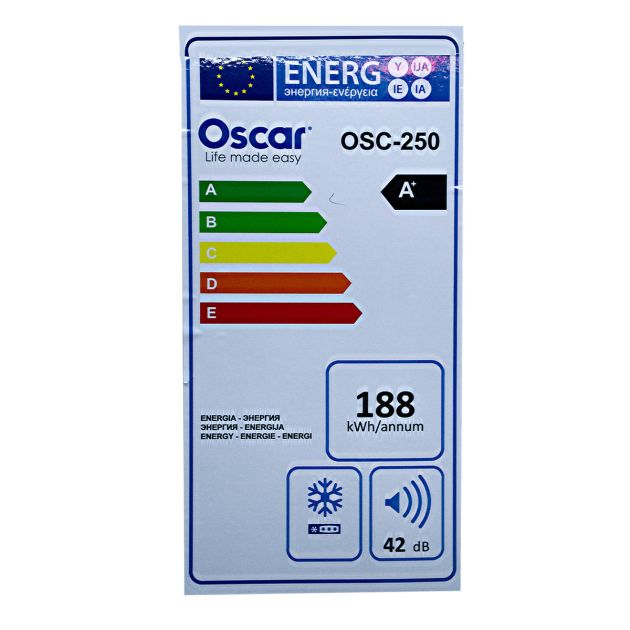 ENERG Y IJA
енергия-ενέργεια IE IA
Oscar®
Life made easy
OSC-250
A
A+
B
C
D
E
188
kWh/annum
ENERGIA - ЭНЕРГИЯ
ЭНЕРГИЯ - ENERGIJA
ENERGY - ENERGIE - ENERGI
42 dB